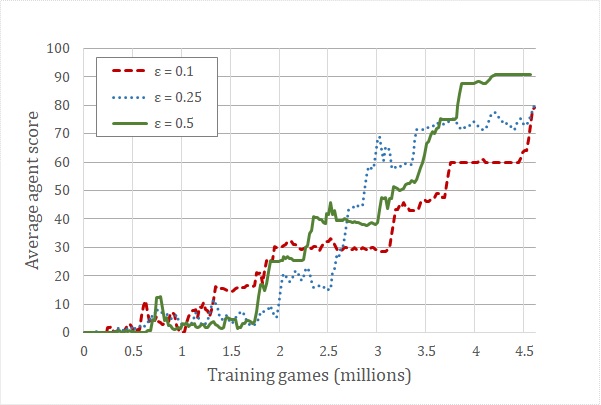 100
90
80
70
60
50
40
30
20
10
0
Average agent score
ε = 0.1
ε = 0.25
ε = 0.5
0 0.5 1 1.5 2 2.5 3 3.5 4 4.5
Training games (millions)